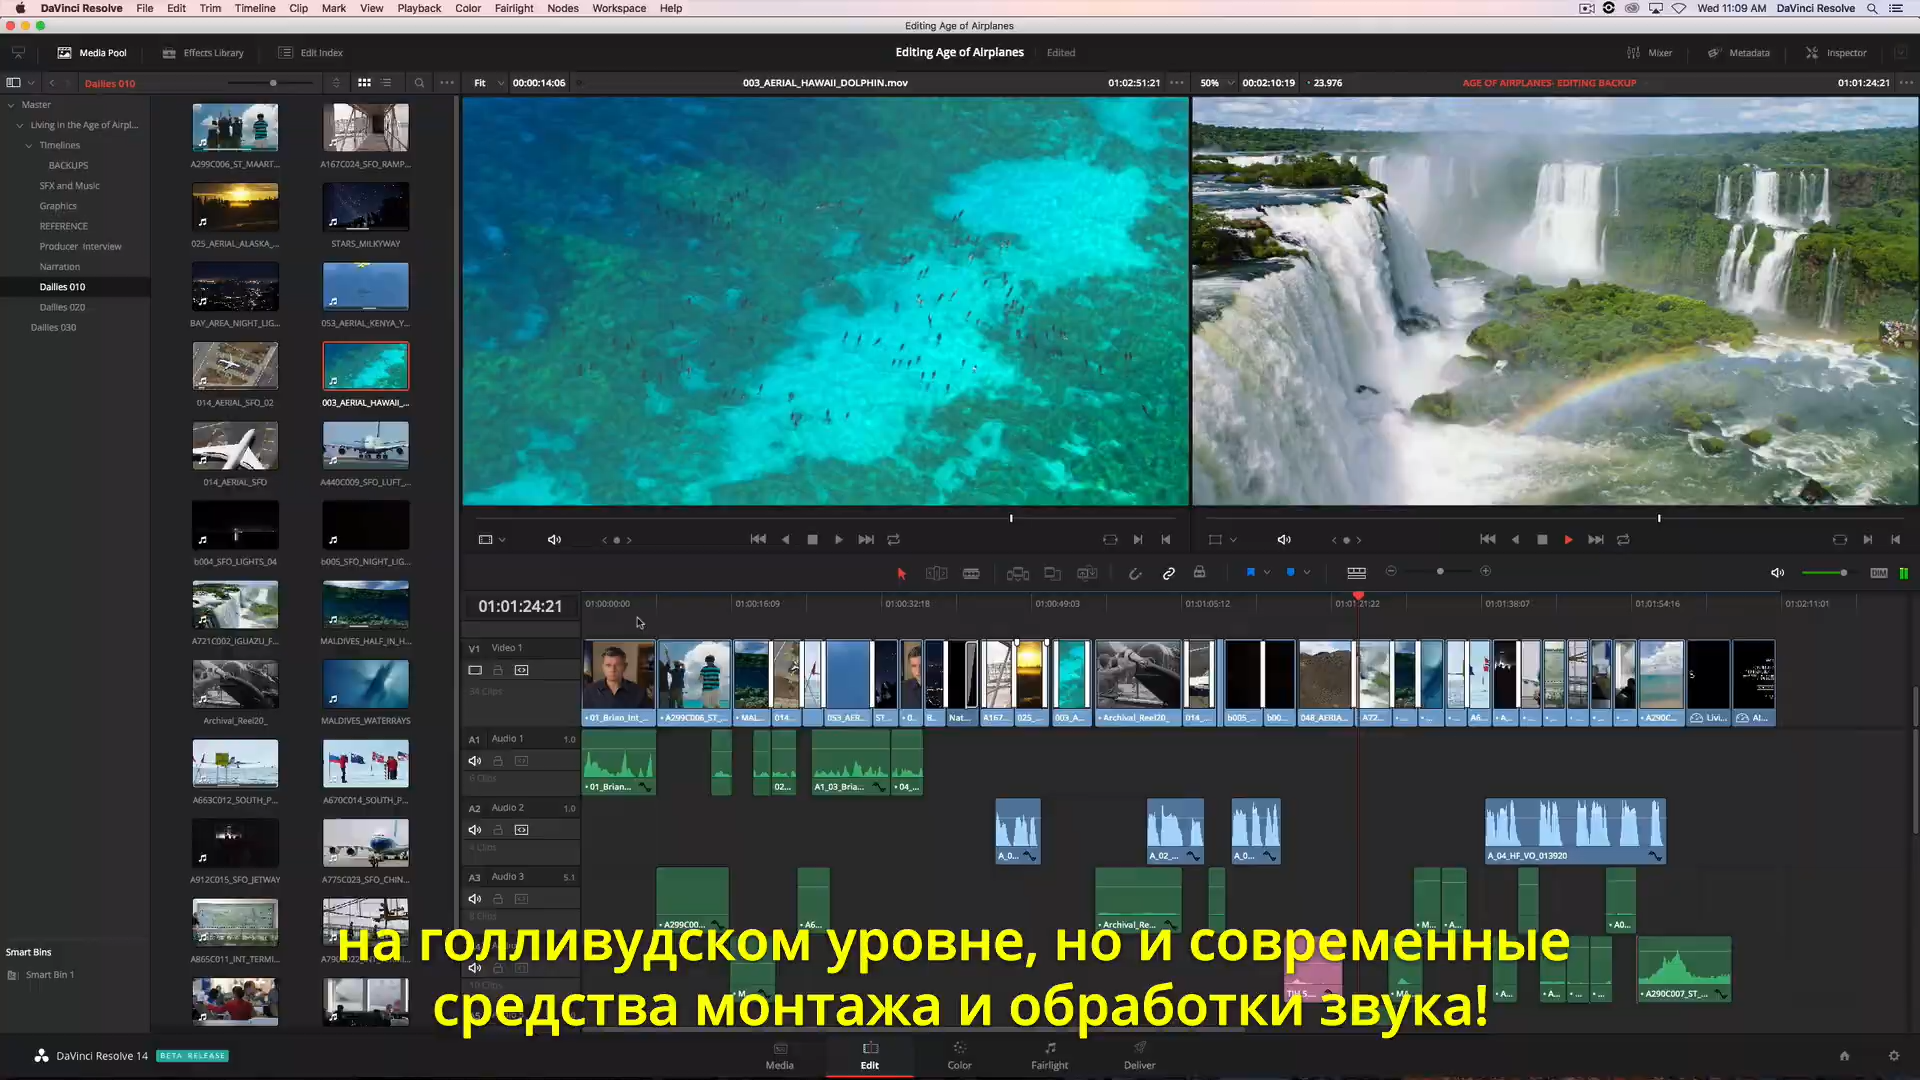 DaVinci Resolve File Edit Trim Timeline Clip Mark View Playback Color Fairlight Nodes Workspace Help
Wed 11:09 AM DaVinci Resolve
Editing Age of Airplanes
Media Pool Effects Library Edit Index
Editing Age of Airplanes Edited
Mixer Metadata Inspector
Dailies 010
Fit 00:00:14:06 003_AERIAL_HAWAII_DOLPHIN.mov 01:02:51:21
50% 00:02:10:19 23.976 AGE OF AIRPLANES- EDITING BACKUP 01:01:24:21
Master
Living in the Age of Airpl...
Timelines
BACKUPS
SFX and Music
Graphics
REFERENCE
Producer Interview
Narration
Dailies 010
Dailies 020
Dailies 030
Smart Bins
Smart Bin 1
A299C006_ST_MAART... A167C024_SFO_RAMP...
025_AERIAL_ALASKA_... STARS_MILKYWAY
BAY_AREA_NIGHT_LIG... 053_AERIAL_KENYA_Y...
014_AERIAL_SFO_02 003_AERIAL_HAWAII_...
014_AERIAL_SFO A440C009_SFO_LUFT_...
b004_SFO_LIGHTS_04 b005_SFO_NIGHT_LIG...
A721C002_IGUAZU_F... MALDIVES_HALF_IN_H...
Archival_Reel20_ MALDIVES_WATERRAYS
A663C012_SOUTH_P... A670C014_SOUTH_P...
A912C015_SFO_JETWAY A775C023_SFO_CHIN...
A865C011_INT_TERMI...
DIM
01:01:24:21 01:00:00:00 01:00:16:09 01:00:32:18 01:00:49:03 01:01:05:12 01:01:21:22 01:01:38:07 01:01:54:16 01:02:11:01
V1 Video 1
34 Clips
01_Brian_Int_... A299C006_ST_... MAL... 014... 053_AER... ST... 0... B... Nat... A167... 025_... 003_A... Archival_Reel20_ 014_... b005_... b00... 048_AERIA... A72... A6... A... A290C... Livi... Al...
A1 Audio 1 1.0
6 Clips
01_Brian... 02... A1_03_Bria... 04_...
A2 Audio 2 1.0
4 Clips
A_0... A_02_... A_0... A_04_HF_VO_013920
A3 Audio 3 5.1
8 Clips
A299C00... A6... Archival_Re... M... A... A0...
10 Clips
M... A... A... A290C007_ST_...
на голливудском уровне, но и современные
средства монтажа и обработки звука!
DaVinci Resolve 14 BETA RELEASE
Media Edit Color Fairlight Deliver